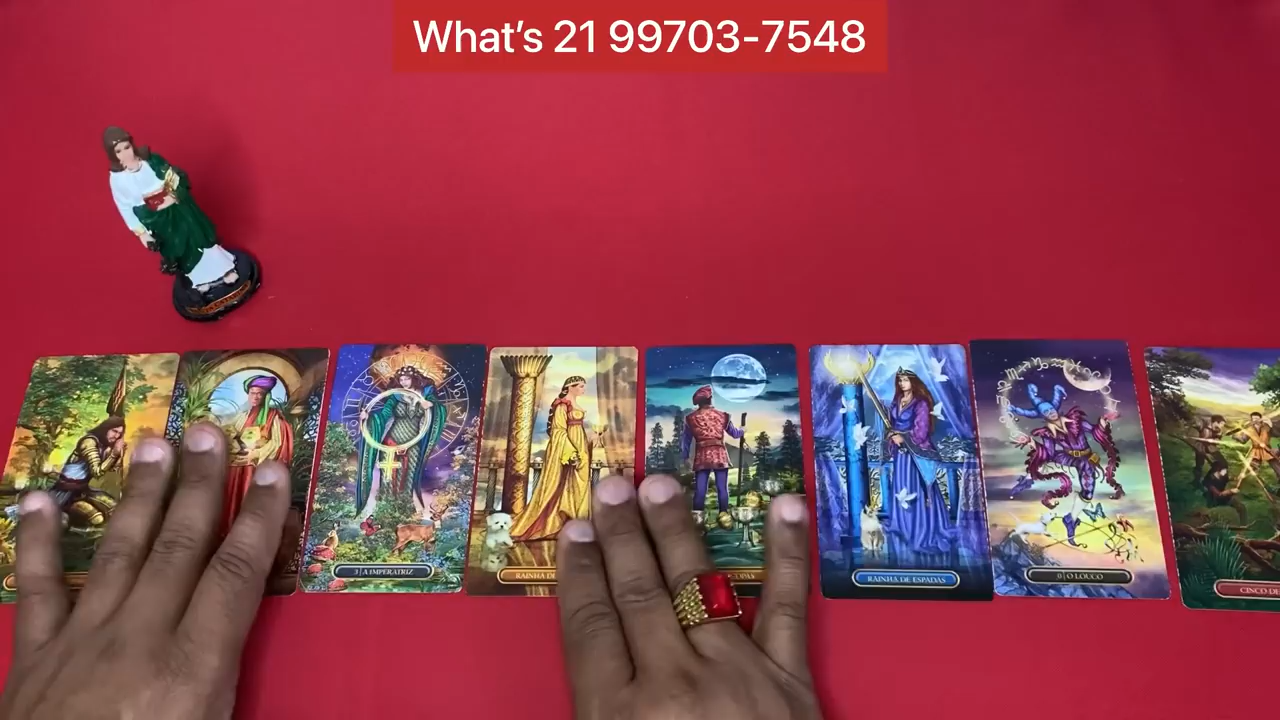 What’s 21 99703-7548
3 | A IMPERATRIZ
RAINHA DE
COPAS
RAINHA DE ESPADAS
0 | O LOUCO
CINCO DE